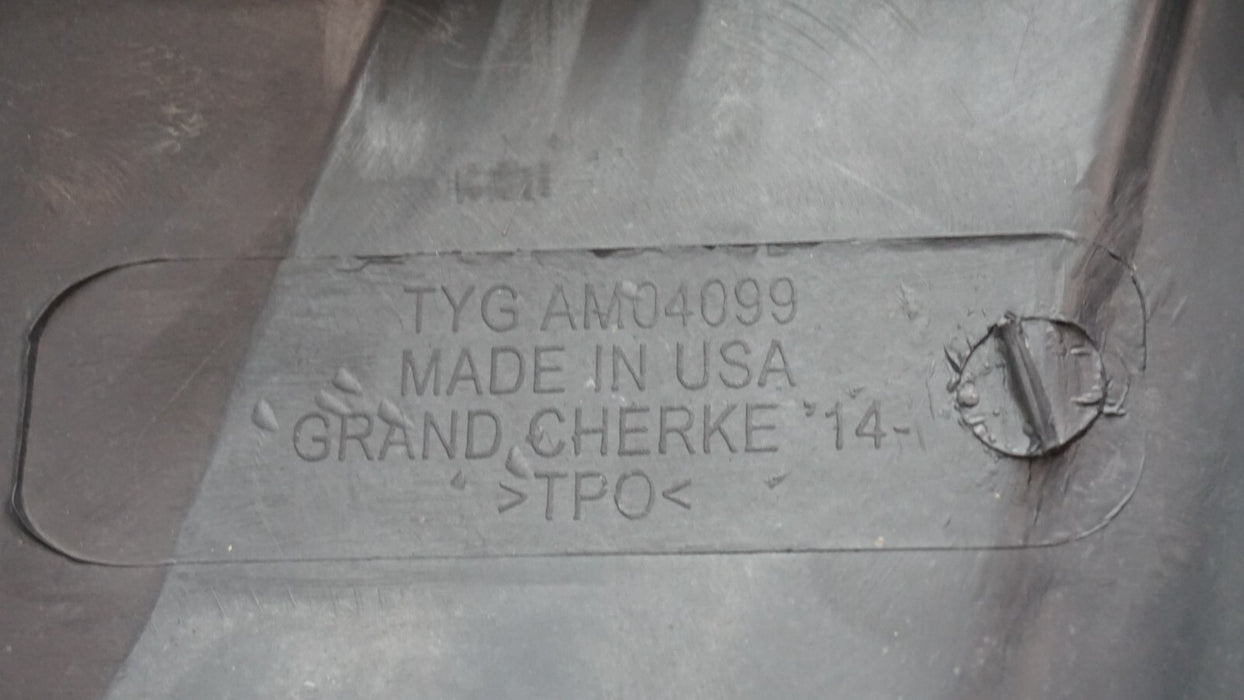 TYG AM04099
MADE IN USA
GRAND CHERKE '14-
>TPO<